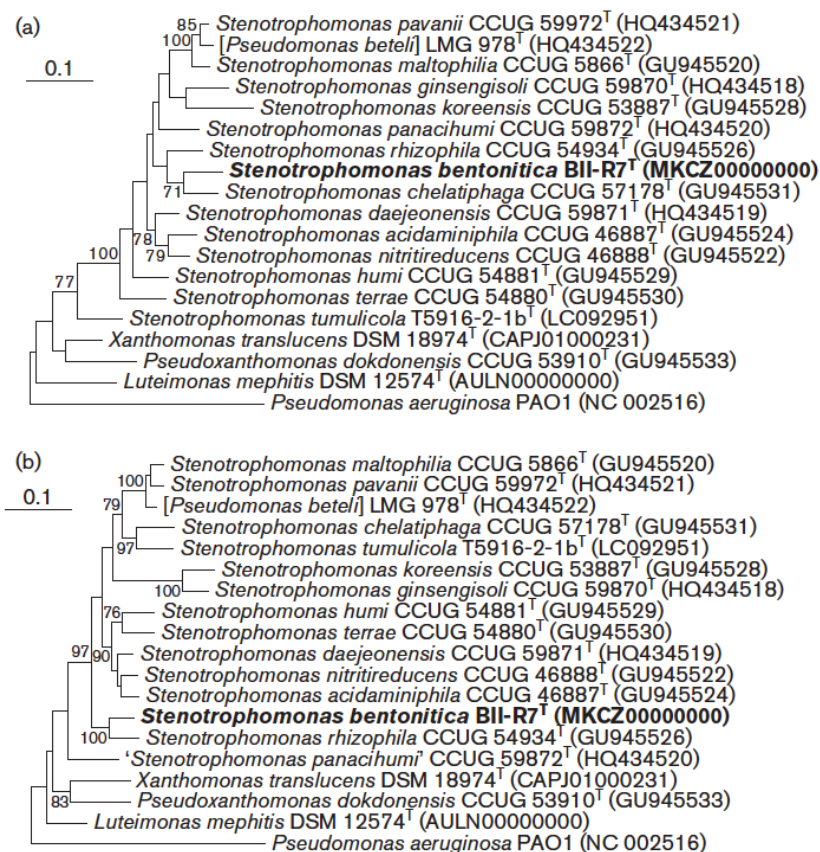 (a)
0.1
85
100
71
78
79
100
77
Stenotrophomonas pavanii CCUG 59972T (HQ434521)
[Pseudomonas beteli] LMG 978T (HQ434522)
Stenotrophomonas maltophilia CCUG 5866T (GU945520)
Stenotrophomonas ginsengisoli CCUG 59870T (HQ434518)
Stenotrophomonas koreensis CCUG 53887T (GU945528)
Stenotrophomonas panacihumi CCUG 59872T (HQ434520)
Stenotrophomonas rhizophila CCUG 54934T (GU945526)
Stenotrophomonas bentonitica BII-R7T (MKCZ00000000)
Stenotrophomonas chelatiphaga CCUG 57178T (GU945531)
Stenotrophomonas daejeonensis CCUG 59871T (HQ434519)
Stenotrophomonas acidaminiphila CCUG 46887T (GU945524)
Stenotrophomonas nitritireducens CCUG 46888T (GU945522)
Stenotrophomonas humi CCUG 54881T (GU945529)
Stenotrophomonas terrae CCUG 54880T (GU945530)
Stenotrophomonas tumulicola T5916-2-1bT (LC092951)
Xanthomonas translucens DSM 18974T (CAPJ01000231)
Pseudoxanthomonas dokdonensis CCUG 53910T (GU945533)
Luteimonas mephitis DSM 12574T (AULN00000000)
Pseudomonas aeruginosa PAO1 (NC 002516)
(b)
0.1
100
79
97
100
76
97
90
100
83
Stenotrophomonas maltophilia CCUG 5866T (GU945520)
Stenotrophomonas pavanii CCUG 59972T (HQ434521)
[Pseudomonas beteli] LMG 978T (HQ434522)
Stenotrophomonas chelatiphaga CCUG 57178T (GU945531)
Stenotrophomonas tumulicola T5916-2-1bT (LC092951)
Stenotrophomonas koreensis CCUG 53887T (GU945528)
Stenotrophomonas ginsengisoli CCUG 59870T (HQ434518)
Stenotrophomonas humi CCUG 54881T (GU945529)
Stenotrophomonas terrae CCUG 54880T (GU945530)
Stenotrophomonas daejeonensis CCUG 59871T (HQ434519)
Stenotrophomonas nitritireducens CCUG 46888T (GU945522)
Stenotrophomonas acidaminiphila CCUG 46887T (GU945524)
Stenotrophomonas bentonitica BII-R7T (MKCZ00000000)
Stenotrophomonas rhizophila CCUG 54934T (GU945526)
'Stenotrophomonas panacihumi' CCUG 59872T (HQ434520)
Xanthomonas translucens DSM 18974T (CAPJ01000231)
Pseudoxanthomonas dokdonensis CCUG 53910T (GU945533)
Luteimonas mephitis DSM 12574T (AULN00000000)
Pseudomonas aeruginosa PAO1 (NC 002516)